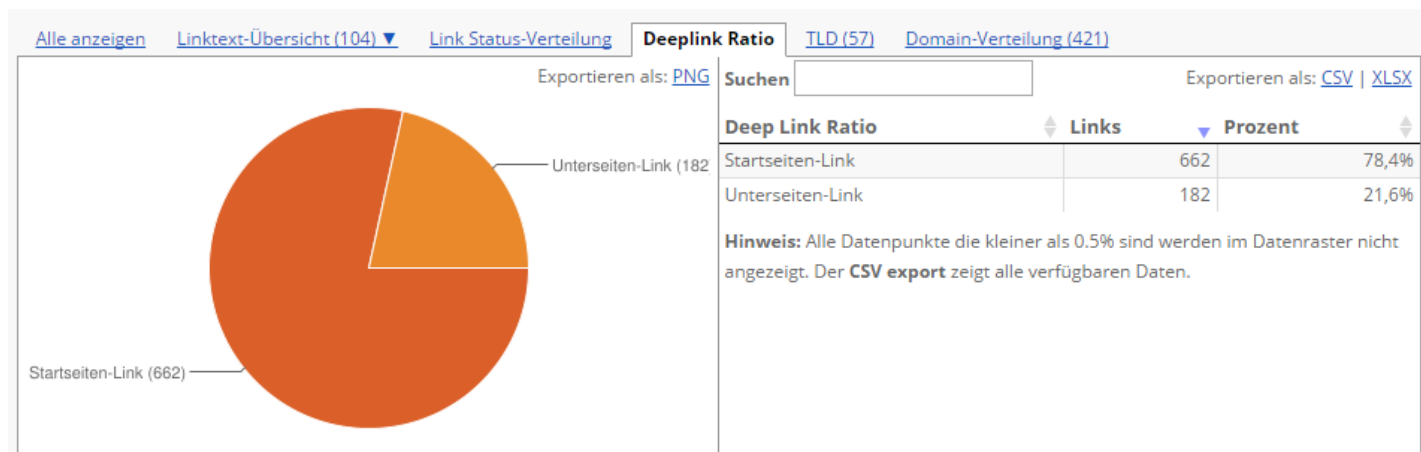 Alle anzeigen Linktext-Übersicht (104) ▼ Link Status-Verteilung Deeplink Ratio TLD (57) Domain-Verteilung (421)
Exportieren als: PNG
Unterseiten-Link (182
Startseiten-Link (662)
Suchen Exportieren als: CSV | XLSX
Deep Link Ratio Links Prozent
Startseiten-Link 662 78,4%
Unterseiten-Link 182 21,6%
Hinweis: Alle Datenpunkte die kleiner als 0.5% sind werden im Datenraster nicht
angezeigt. Der CSV export zeigt alle verfügbaren Daten.